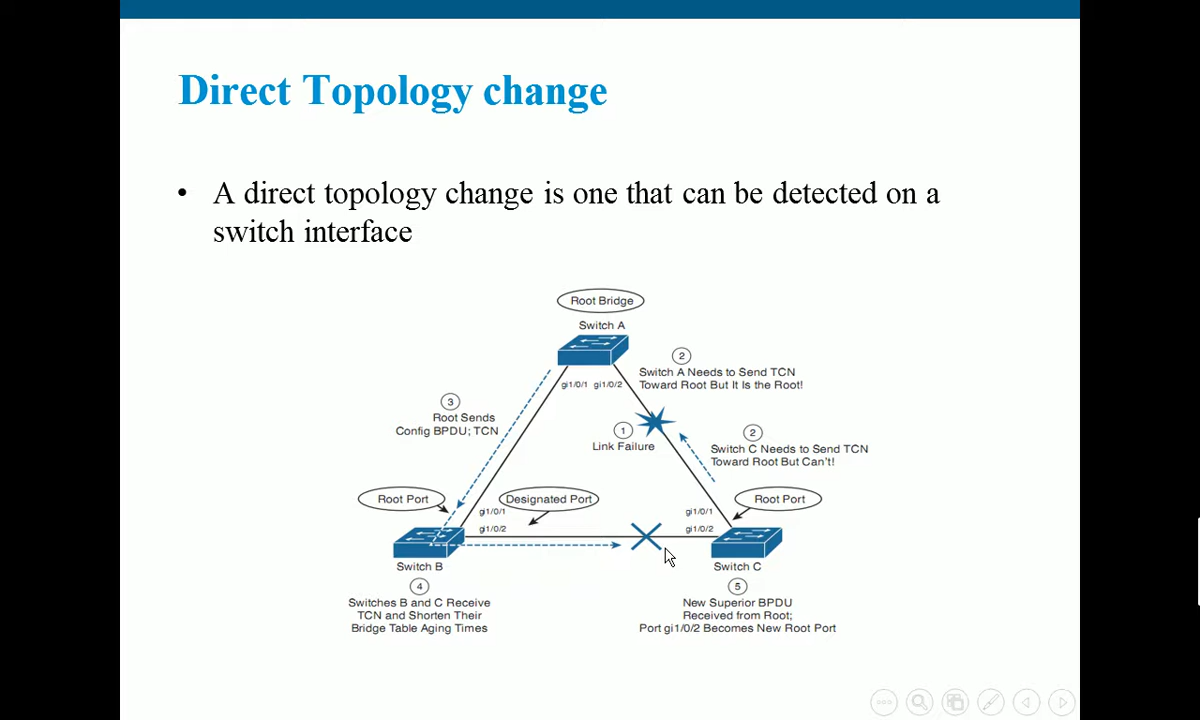 Direct Topology change
• A direct topology change is one that can be detected on a
switch interface
Root Bridge
Switch A
gi1/0/1 gi1/0/2
2
Switch A Needs to Send TCN
Toward Root But It Is the Root!
3
Root Sends
Config BPDU; TCN
1
Link Failure
2
Switch C Needs to Send TCN
Toward Root But Can't!
Root Port
Designated Port
Root Port
gi1/0/1
gi1/0/2
gi1/0/1
gi1/0/2
Switch B
4
Switches B and C Receive
TCN and Shorten Their
Bridge Table Aging Times
Switch C
5
New Superior BPDU
Received from Root;
Port gi1/0/2 Becomes New Root Port